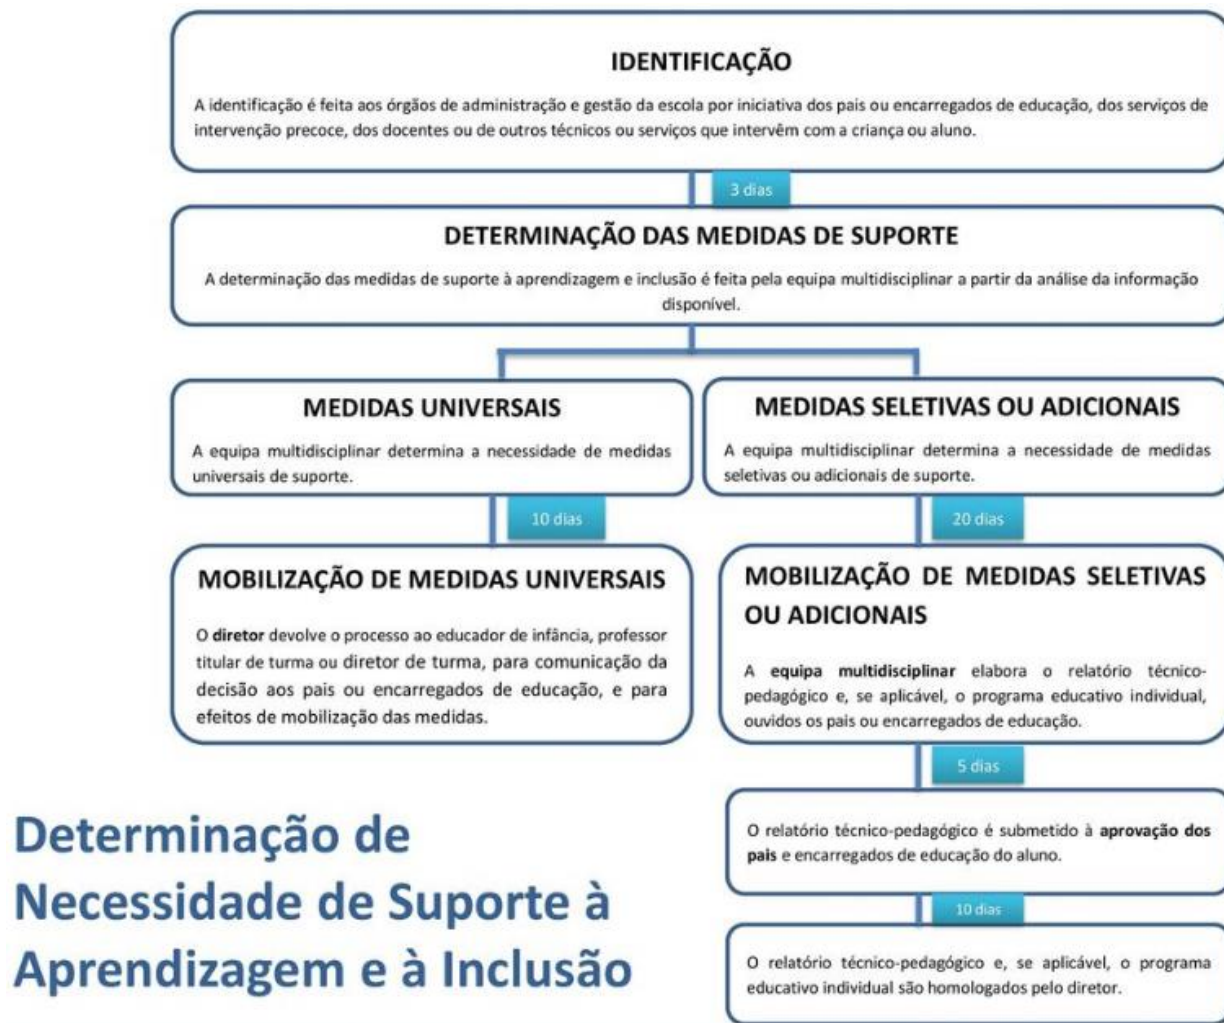 IDENTIFICAÇÃO
A identificação é feita aos órgãos de administração e gestão da escola por iniciativa dos pais ou encarregados de educação, dos serviços de
intervenção precoce, dos docentes ou de outros técnicos ou serviços que intervêm com a criança ou aluno.
3 dias
DETERMINAÇÃO DAS MEDIDAS DE SUPORTE
A determinação das medidas de suporte à aprendizagem e inclusão é feita pela equipa multidisciplinar a partir da análise da informação
disponível.
MEDIDAS UNIVERSAIS
A equipa multidisciplinar determina a necessidade de medidas
universais de suporte.
10 dias
MOBILIZAÇÃO DE MEDIDAS UNIVERSAIS
O diretor devolve o processo ao educador de infância, professor
titular de turma ou diretor de turma, para comunicação da
decisão aos pais ou encarregados de educação, e para
efeitos de mobilização das medidas.
MEDIDAS SELETIVAS OU ADICIONAIS
A equipa multidisciplinar determina a necessidade de medidas
seletivas ou adicionais de suporte.
20 dias
MOBILIZAÇÃO DE MEDIDAS SELETIVAS
OU ADICIONAIS
A equipa multidisciplinar elabora o relatório técnico-
pedagógico e, se aplicável, o programa educativo individual,
ouvidos os pais ou encarregados de educação.
5 dias
O relatório técnico-pedagógico é submetido à aprovação dos
pais e encarregados de educação do aluno.
10 dias
O relatório técnico-pedagógico e, se aplicável, o programa
educativo individual são homologados pelo diretor.
Determinação de
Necessidade de Suporte à
Aprendizagem e à Inclusão